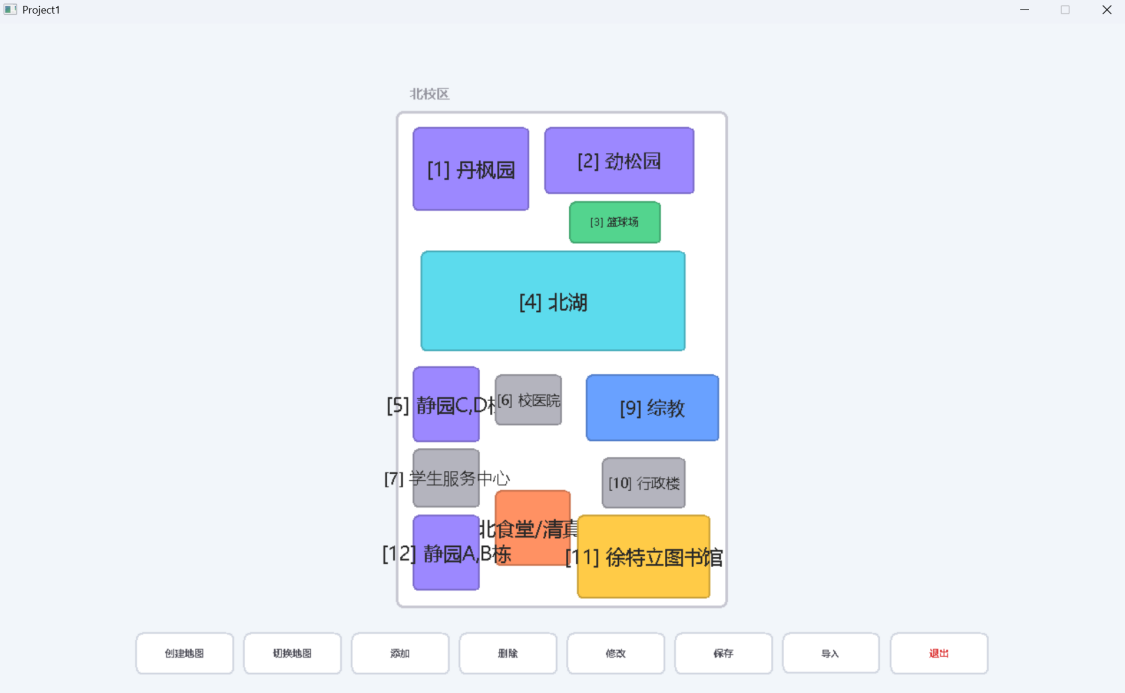 Project1
北校区
[1] 丹枫园
[2] 劲松园
[3] 篮球场
[4] 北湖
[5] 静园C,D栋
[6] 校医院
[9] 综教
[7] 学生服务中心
[10] 行政楼
北食堂/清真
[12] 静园A,B栋
[11] 徐特立图书馆
创建地图
切换地图
添加
删除
修改
保存
导入
退出